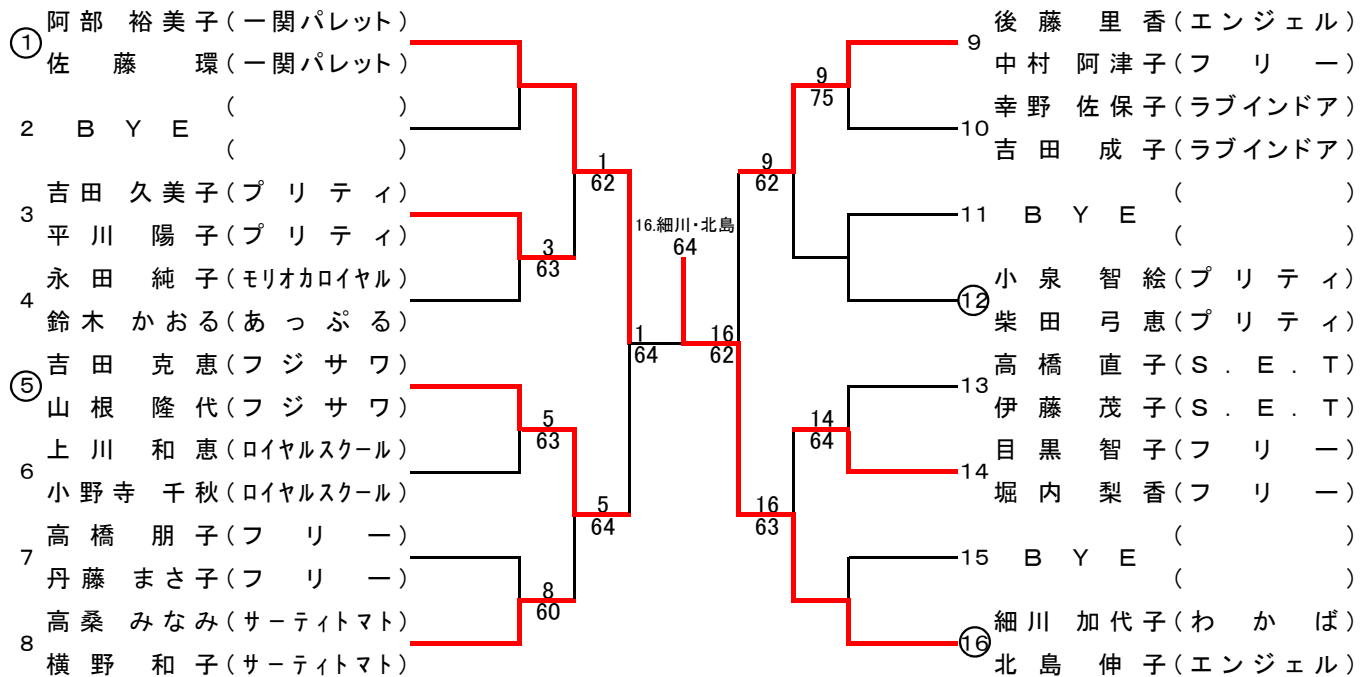 ① 阿部 裕美子(一関パレット)
佐藤 環(一関パレット)
2 BYE ( )
( )
3 吉田 久美子(プリティ)
平川 陽子(プリティ)
4 永田 純子(モリオカロイヤル)
鈴木 かおる(あっぷる)
⑤ 吉田 克恵(フジサワ)
山根 隆代(フジサワ)
6 上川 和恵(ロイヤルスクール)
小野寺 千秋(ロイヤルスクール)
7 高橋 朋子(フリー)
丹藤 まさ子(フリー)
8 高桑 みなみ(サーティトマト)
横野 和子(サーティトマト)
3
63
5
63
8
60
1
62
5
64
1
64
16.細川・北島
64
16
62
9
62
16
63
9
75
14
64
9 後藤 里香(エンジェル)
中村 阿津子(フリー)
10 幸野 佐保子(ラブインドア)
吉田 成子(ラブインドア)
11 BYE ( )
( )
⑫ 小泉 智絵(プリティ)
柴田 弓恵(プリティ)
13 高橋 直子(S.E.T)
伊藤 茂子(S.E.T)
14 目黒 智子(フリー)
堀内 梨香(フリー)
15 BYE ( )
( )
⑯ 細川 加代子(わかば)
北島 伸子(エンジェル)